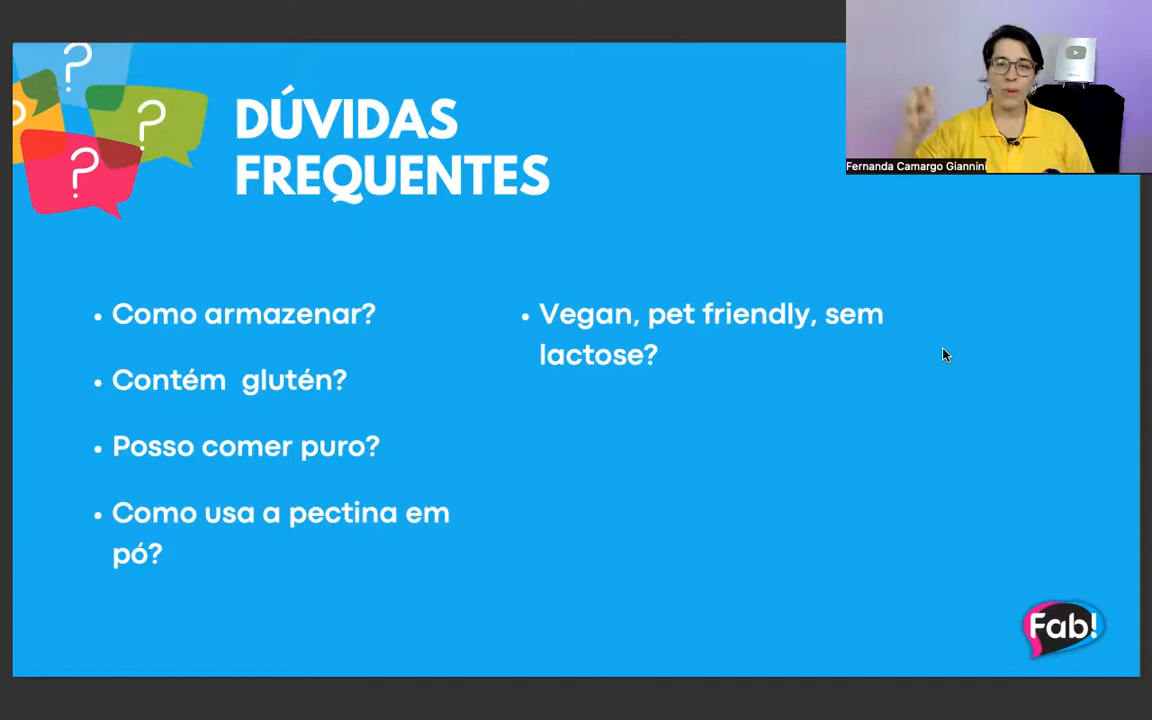 DÚVIDAS
FREQUENTES
Fernanda Camargo Giannini
• Como armazenar?
• Contém glutén?
• Posso comer puro?
• Como usa a pectina em
pó?
• Vegan, pet friendly, sem
lactose?
Fab!